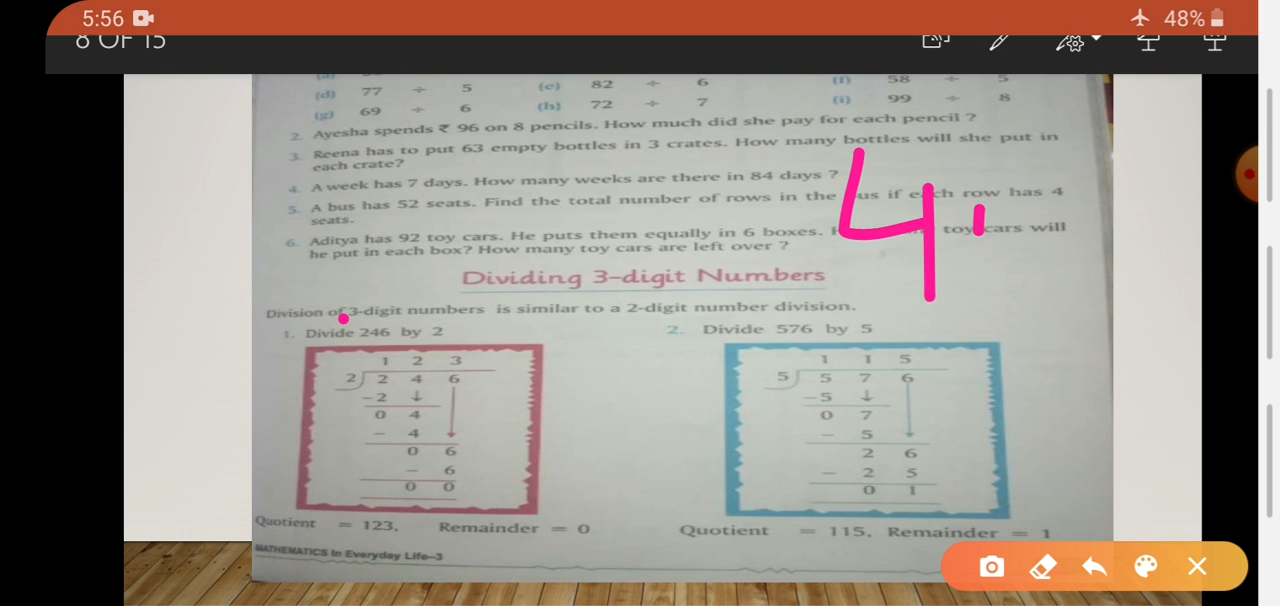 5:56 48%
8 OF 15
(d) 77 ÷ 5 (e) 82 ÷ 6 (f) 58 ÷ 5
(g) 69 ÷ 6 (h) 72 ÷ 7 (i) 99 ÷ 8
2. Ayesha spends ₹ 96 on 8 pencils. How much did she pay for each pencil ?
3. Reena has to put 63 empty bottles in 3 crates. How many bottles will she put in
each crate?
4. A week has 7 days. How many weeks are there in 84 days ?
5. A bus has 52 seats. Find the total number of rows in the bus if each row has 4
seats.
6. Aditya has 92 toy cars. He puts them equally in 6 boxes. toy cars will
he put in each box? How many toy cars are left over ?
4
Dividing 3-digit Numbers
Division of 3-digit numbers is similar to a 2-digit number division.
1. Divide 246 by 2
1 2 3
2 2 4 6
-2 ↓
0 4
- 4
0 6
- 6
0 0
Quotient = 123, Remainder = 0
2. Divide 576 by 5
1 1 5
5 5 7 6
-5 ↓
0 7
- 5
2 6
- 2 5
0 1
Quotient = 115, Remainder = 1
MATHEMATICS In Everyday Life-3